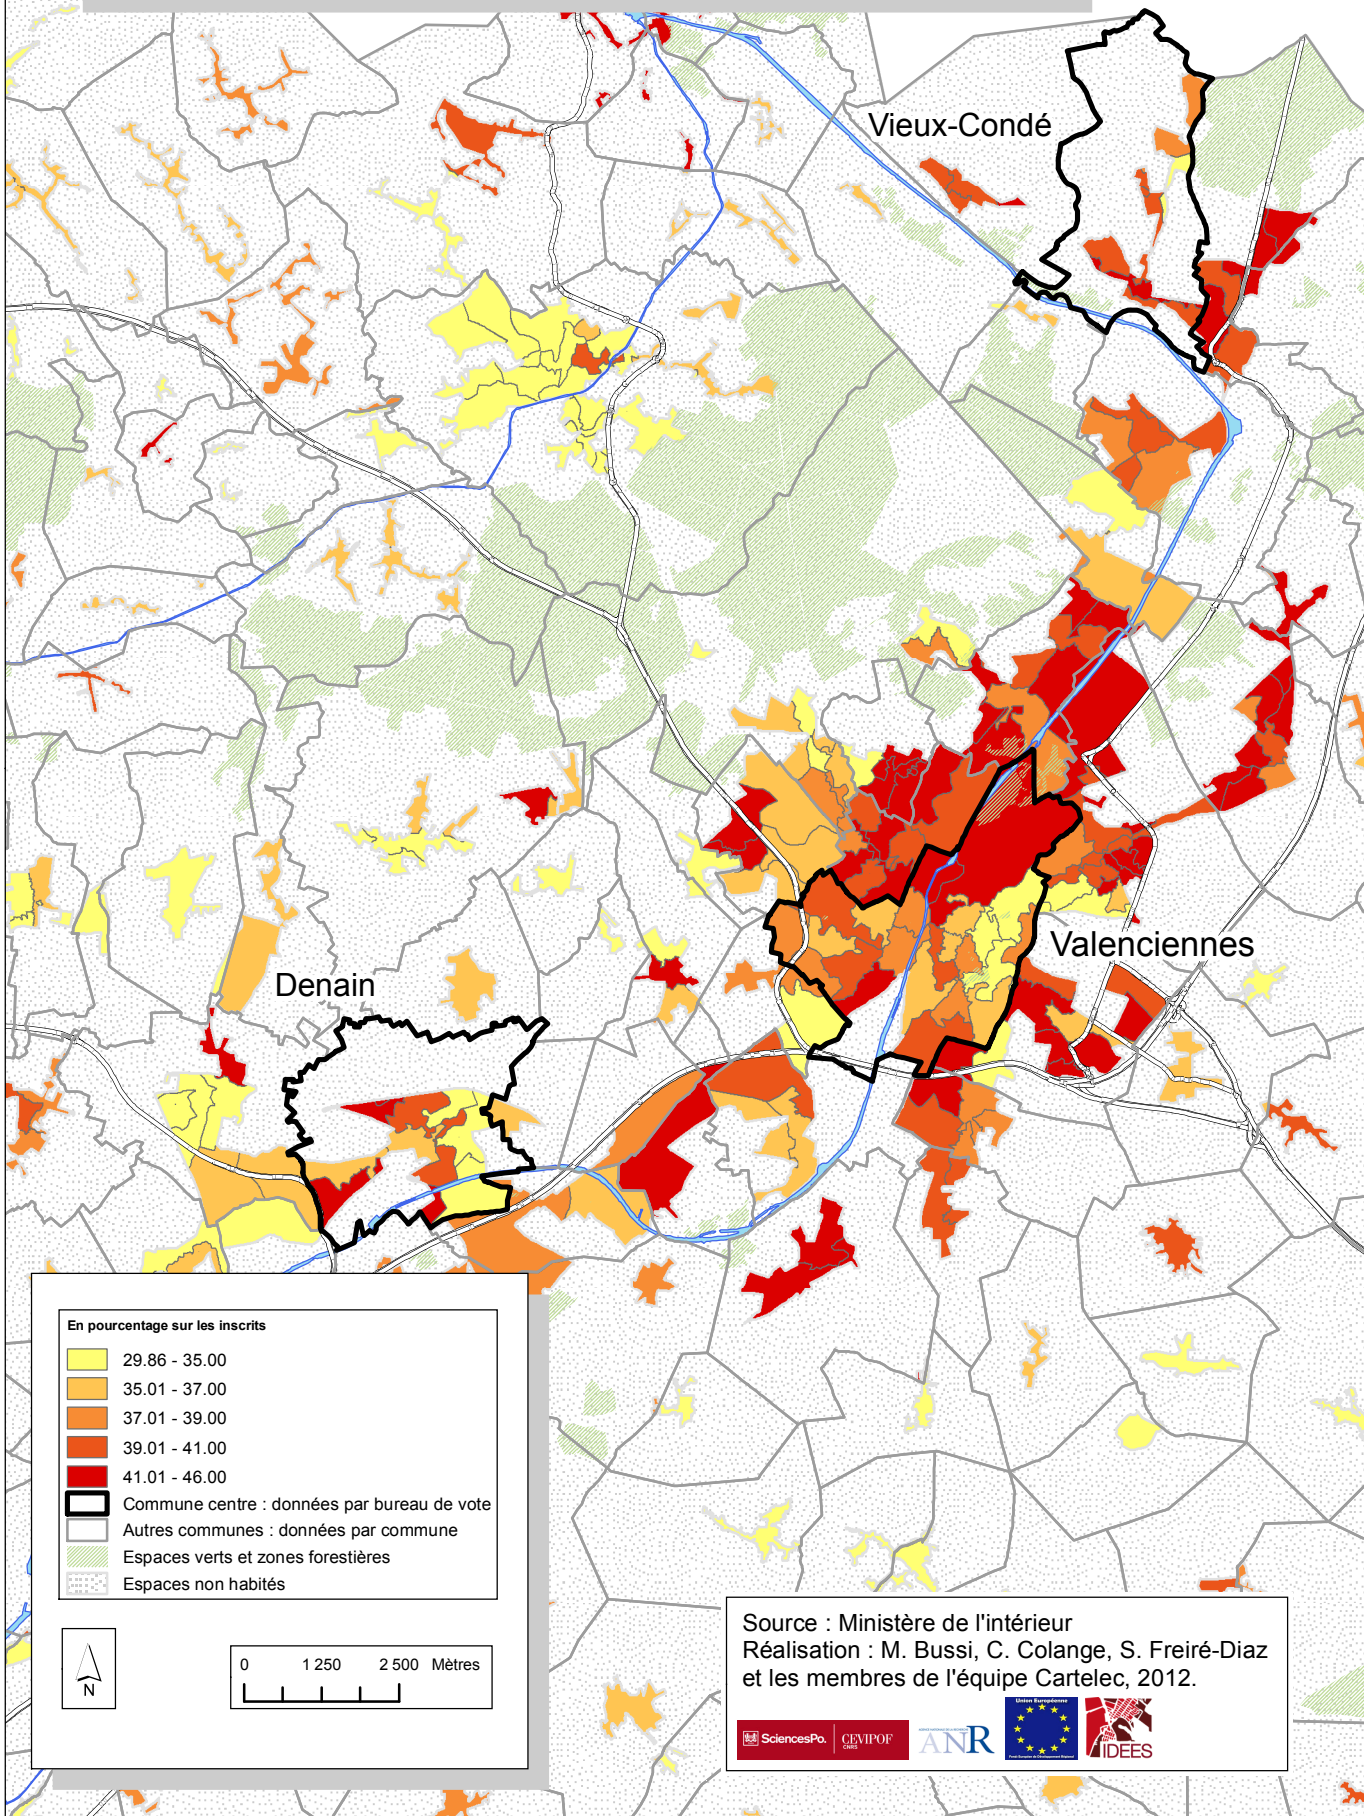 Vieux-Condé
Valenciennes
Denain
En pourcentage sur les inscrits
29.86 - 35.00
35.01 - 37.00
37.01 - 39.00
39.01 - 41.00
41.01 - 46.00
Commune centre : données par bureau de vote
Autres communes : données par commune
Espaces verts et zones forestières
Espaces non habités
N
0 1 250 2 500 Mètres
Source : Ministère de l'intérieur
Réalisation : M. Bussi, C. Colange, S. Freiré-Diaz
et les membres de l'équipe Cartelec, 2012.
SciencesPo. CEVIPOF
CNRS
ANR
Union Européenne
IDEES